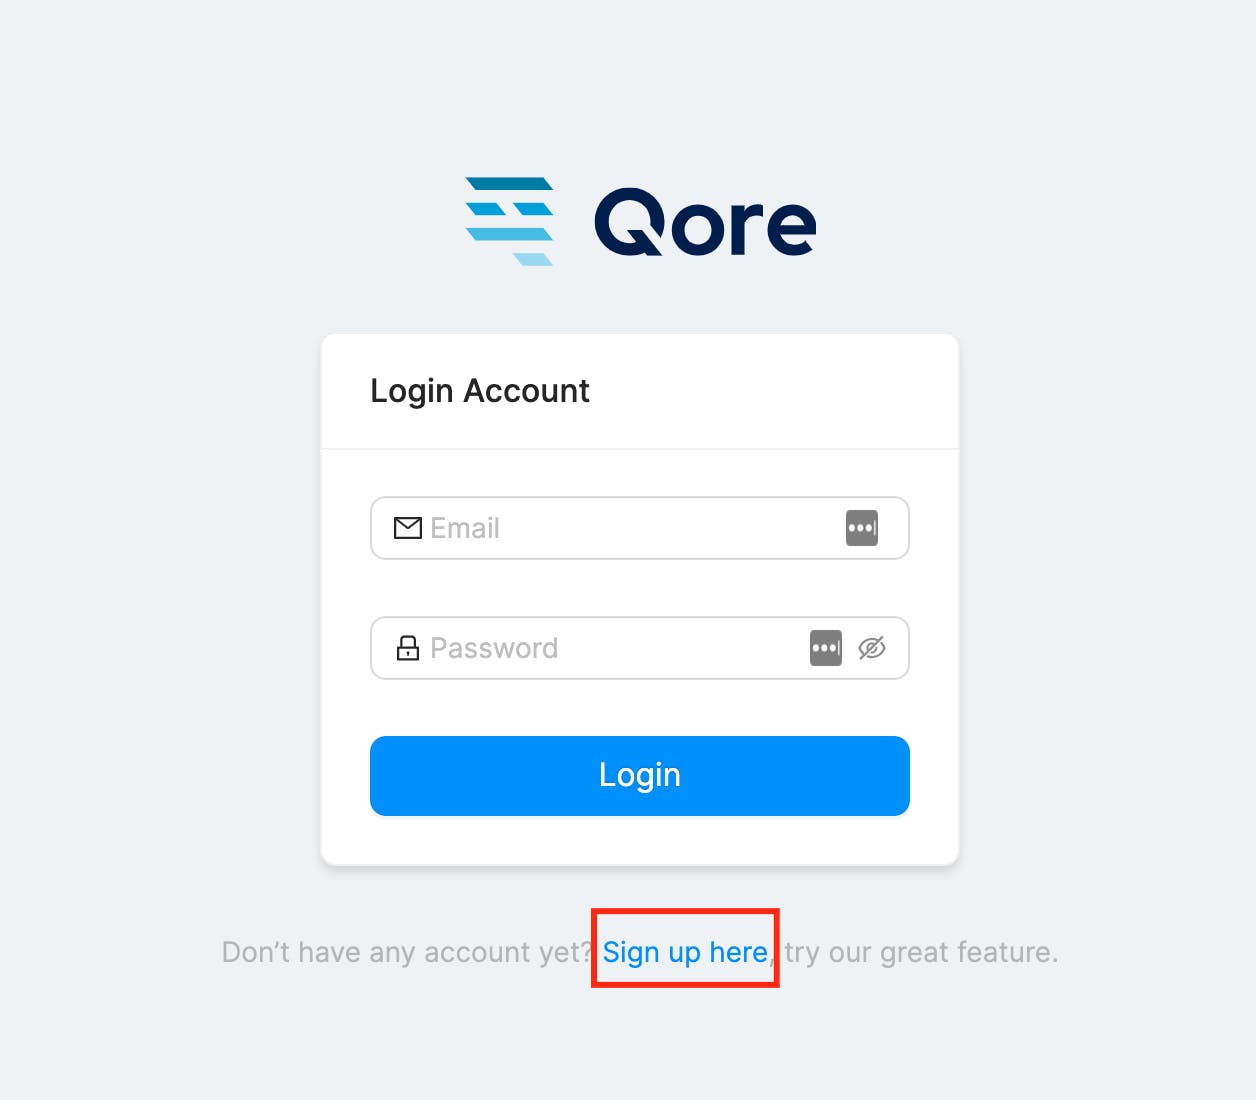 Qore
Login Account
Email
Password
Login
Don’t have any account yet? Sign up here, try our great feature.